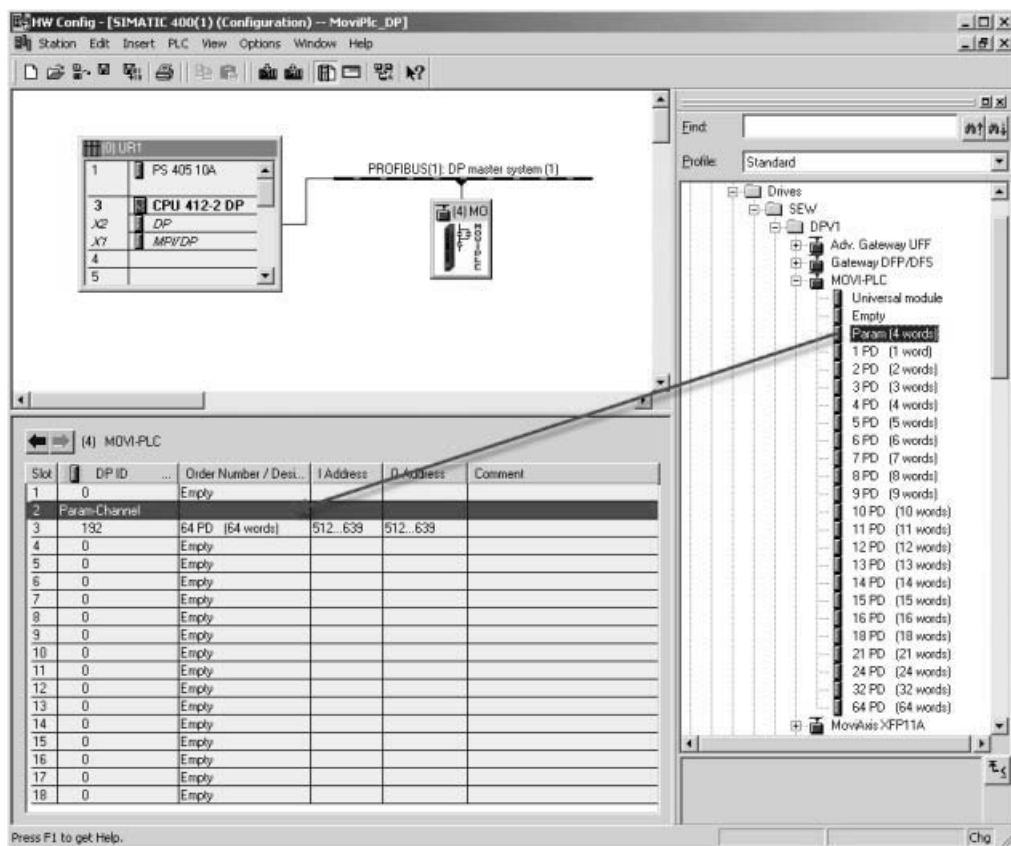 HW Config - [SIMATIC 400(1) (Configuration) -- MoviPlc_DP]
Station Edit Insert PLC View Options Window Help
(0) UR1
1 PS 405 10A
3 CPU 412-2 DP
X2 DP
X1 MPI/DP
4
5
PROFIBUS(1): DP master system (1)
(4) MO
MOVIPLC
Find:
Profile: Standard
Drives
SEW
DPV1
Adv. Gateway UFF
Gateway DFP/DFS
MOVI-PLC
Universal module
Empty
Param (4 words)
1 PD (1 word)
2 PD (2 words)
3 PD (3 words)
4 PD (4 words)
5 PD (5 words)
6 PD (6 words)
7 PD (7 words)
8 PD (8 words)
9 PD (9 words)
10 PD (10 words)
11 PD (11 words)
12 PD (12 words)
13 PD (13 words)
14 PD (14 words)
15 PD (15 words)
16 PD (16 words)
18 PD (18 words)
21 PD (21 words)
24 PD (24 words)
32 PD (32 words)
64 PD (64 words)
MoviAxis XFP11A
(4) MOVI-PLC
Slot DP ID ... Order Number / Desi... I Address Q Address Comment
1 0 Empty
2 Param-Channel
3 192 64 PD (64 words) 512...639 512...639
4 0 Empty
5 0 Empty
6 0 Empty
7 0 Empty
8 0 Empty
9 0 Empty
10 0 Empty
11 0 Empty
12 0 Empty
13 0 Empty
14 0 Empty
15 0 Empty
16 0 Empty
17 0 Empty
18 0 Empty
Press F1 to get Help.
Chg